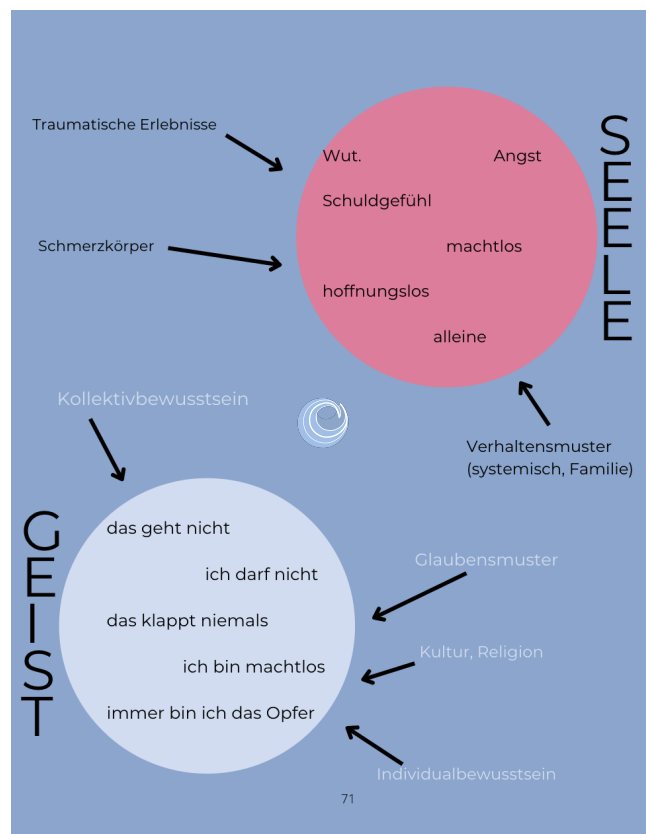 Traumatische Erlebnisse
Wut.
Angst
Schuldgefühl
Schmerzkörper
machtlos
hoffnungslos
alleine
SEELE
Kollektivbewusstsein
Verhaltensmuster
(systemisch, Familie)
GEIST
das geht nicht
ich darf nicht
Glaubensmuster
das klappt niemals
Kultur, Religion
ich bin machtlos
immer bin ich das Opfer
Individualbewusstsein
71